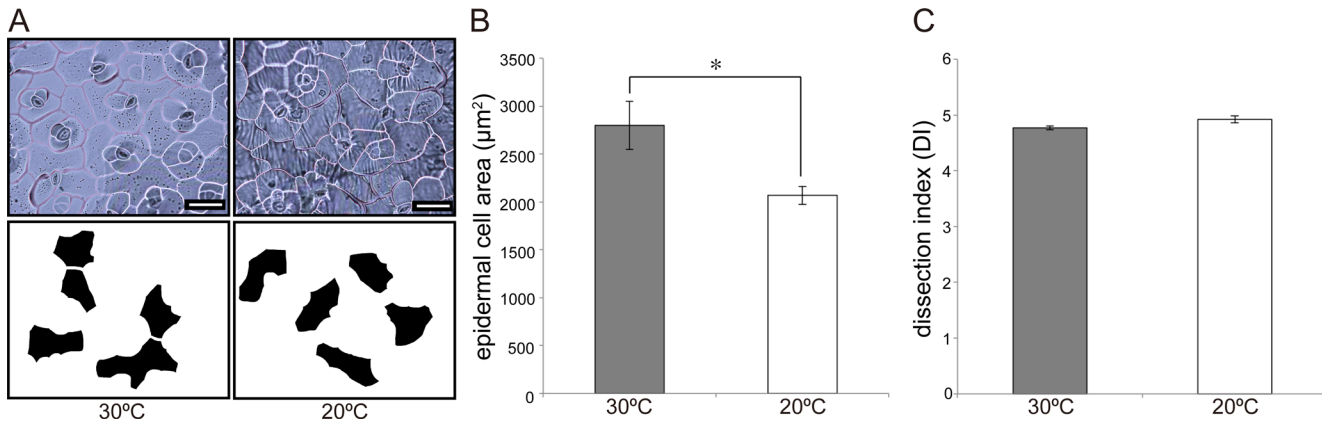 A
30ºC
20ºC
B
epidermal cell area (µm²)
3500
3000
2500
2000
1500
1000
500
0
*
30ºC
20ºC
C
dissection index (DI)
6
5
4
3
2
1
0
30ºC
20ºC